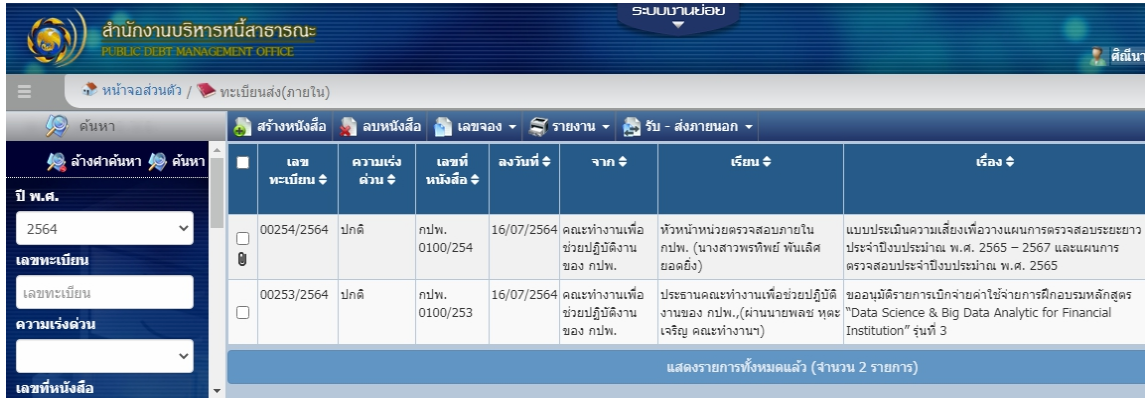 ระบบงานย่อย
สำนักงานบริหารหนี้สาธารณะ
PUBLIC DEBT MANAGEMENT OFFICE
ศิณีนา
หน้าจอส่วนตัว / ทะเบียนส่ง(ภายใน)
ค้นหา
สร้างหนังสือ ลบหนังสือ เลขจอง รายงาน รับ - ส่งภายนอก
ล้างค่าค้นหา ค้นหา
ปี พ.ศ.
2564
เลขทะเบียน
เลขทะเบียน
ความเร่งด่วน
เลขที่หนังสือ
เลข
ทะเบียน
ความเร่ง
ด่วน
เลขที่
หนังสือ
ลงวันที่
จาก
เรียน
เรื่อง
00254/2564
ปกติ
กปพ.
0100/254
16/07/2564
คณะทำงานเพื่อ
ช่วยปฏิบัติงาน
ของ กปพ.
หัวหน้าหน่วยตรวจสอบภายใน
กปพ. (นางสาวพรทิพย์ พันเลิศ
ยอดยิ่ง)
แบบประเมินความเสี่ยงเพื่อวางแผนการตรวจสอบระยะยาว
ประจำปีงบประมาณ พ.ศ. 2565 – 2567 และแผนการ
ตรวจสอบประจำปีงบประมาณ พ.ศ. 2565
00253/2564
ปกติ
กปพ.
0100/253
16/07/2564
คณะทำงานเพื่อ
ช่วยปฏิบัติงาน
ของ กปพ.
ประธานคณะทำงานเพื่อช่วยปฏิบัติ
งานของ กปพ.,(ผ่านนายพลช หุตะ
เจริญ คณะทำงานฯ)
ขออนุมัติรายการเบิกจ่ายค่าใช้จ่ายการฝึกอบรมหลักสูตร
"Data Science & Big Data Analytic for Financial
Institution" รุ่นที่ 3
แสดงรายการทั้งหมดแล้ว (จำนวน 2 รายการ)